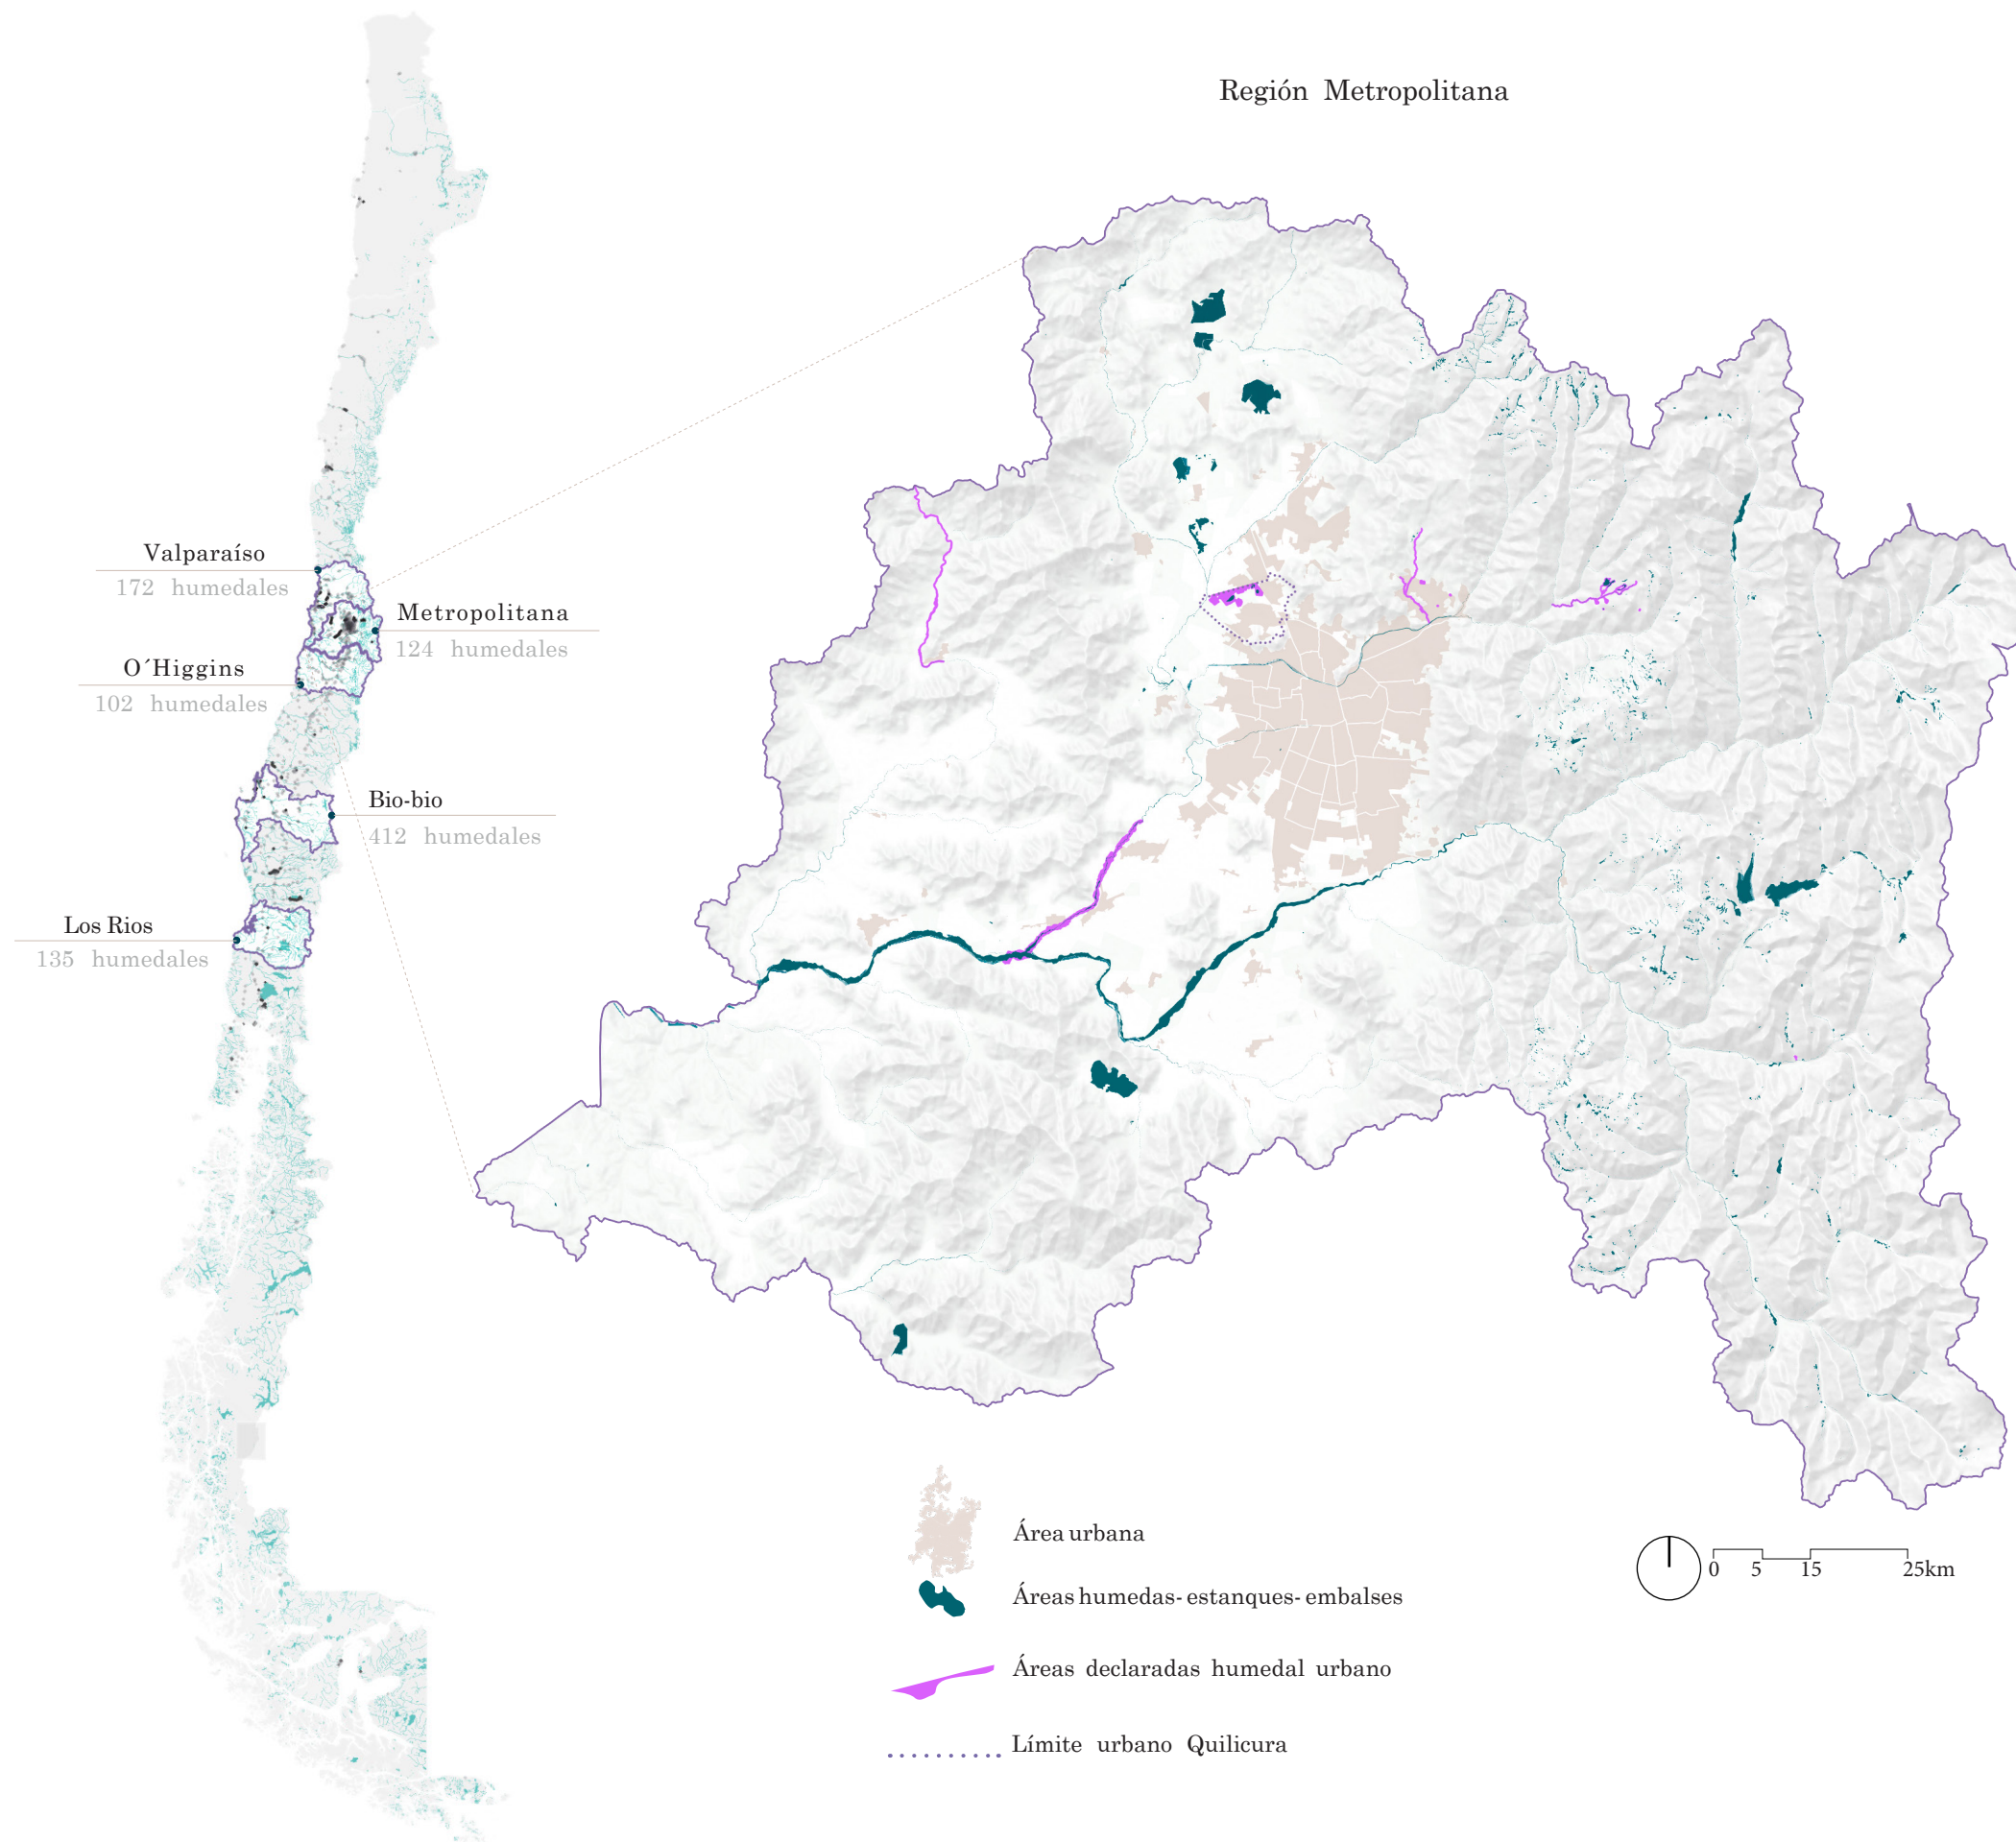 Región Metropolitana
Valparaíso
172 humedales
Metropolitana
124 humedales
O´Higgins
102 humedales
Bio-bio
412 humedales
Los Rios
135 humedales
Área urbana
Áreas humedas- estanques- embalses
Áreas declaradas humedal urbano
Límite urbano Quilicura
0 5 15 25km